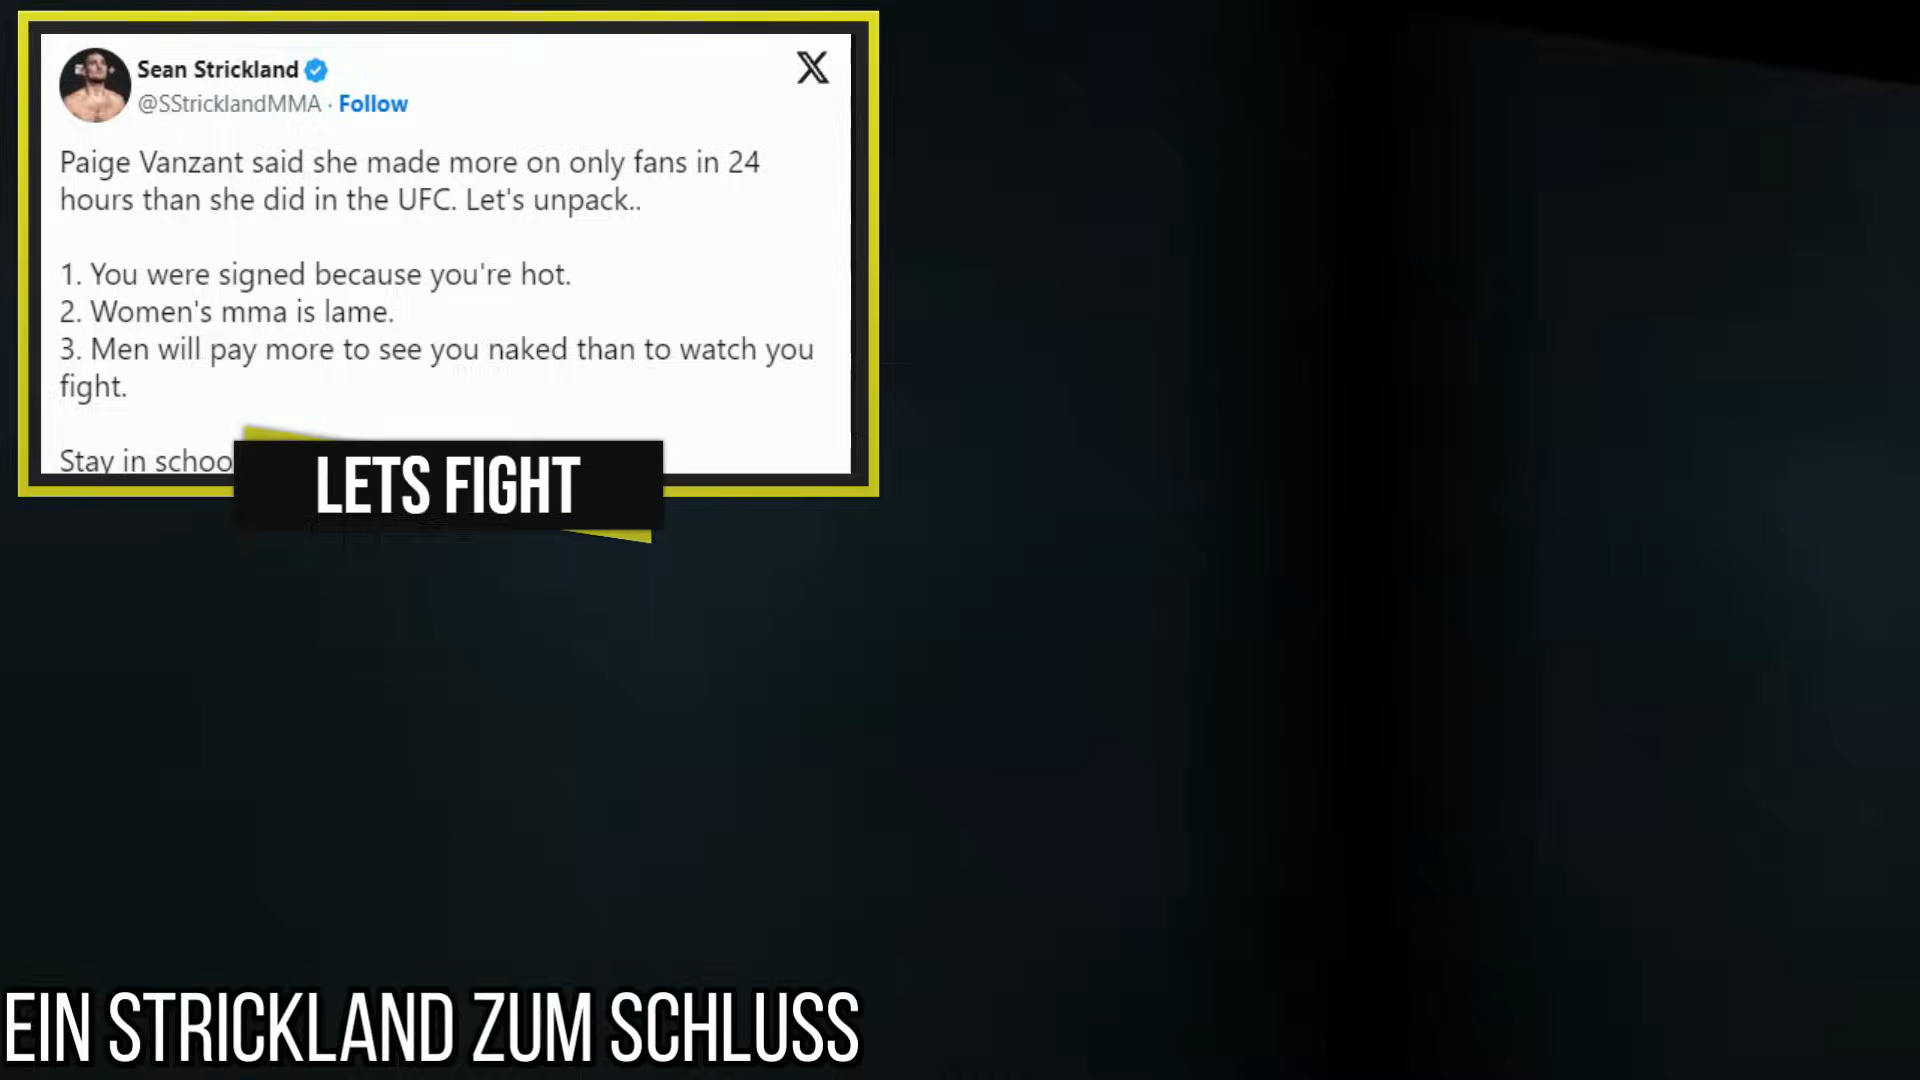 Sean Strickland
@SStricklandMMA · Follow
Paige Vanzant said she made more on only fans in 24
hours than she did in the UFC. Let's unpack..
1. You were signed because you're hot.
2. Women's mma is lame.
3. Men will pay more to see you naked than to watch you
fight.
Stay in schoo
LETS FIGHT
EIN STRICKLAND ZUM SCHLUSS